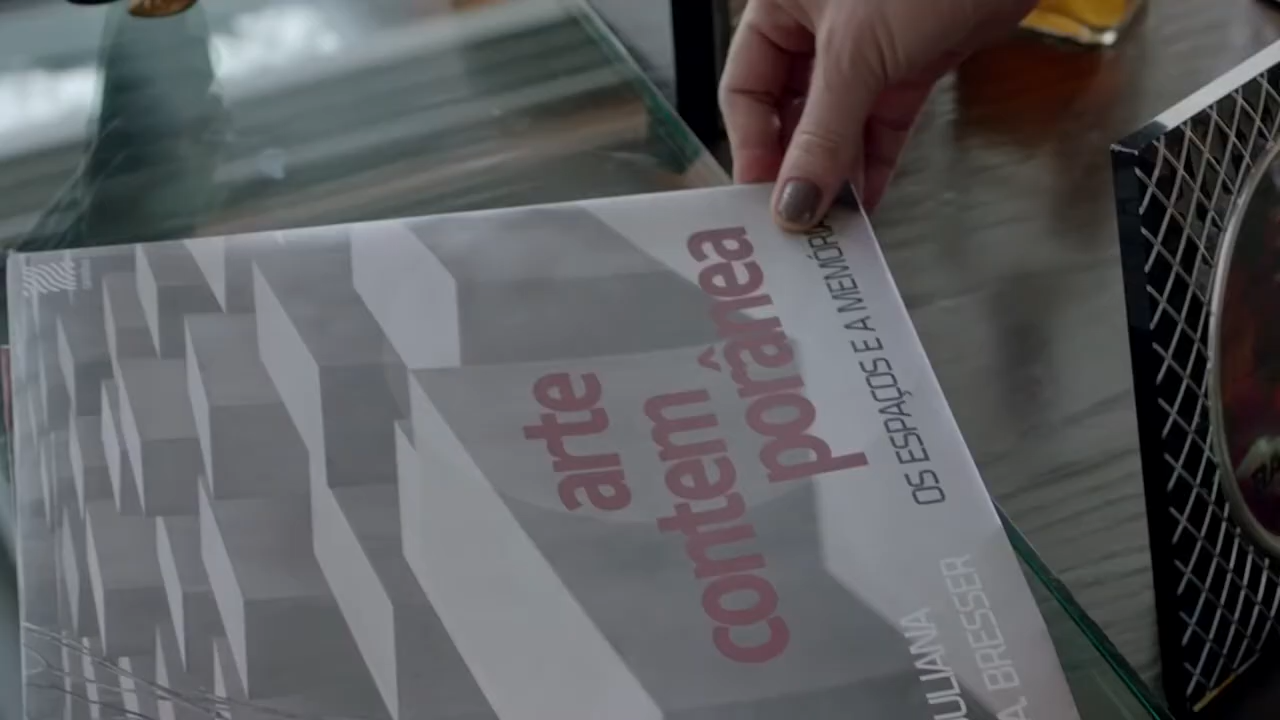 OS ESPAÇOS E A MEMÓRIA
arte
contem
porânea
JULIANA
A BRESSER